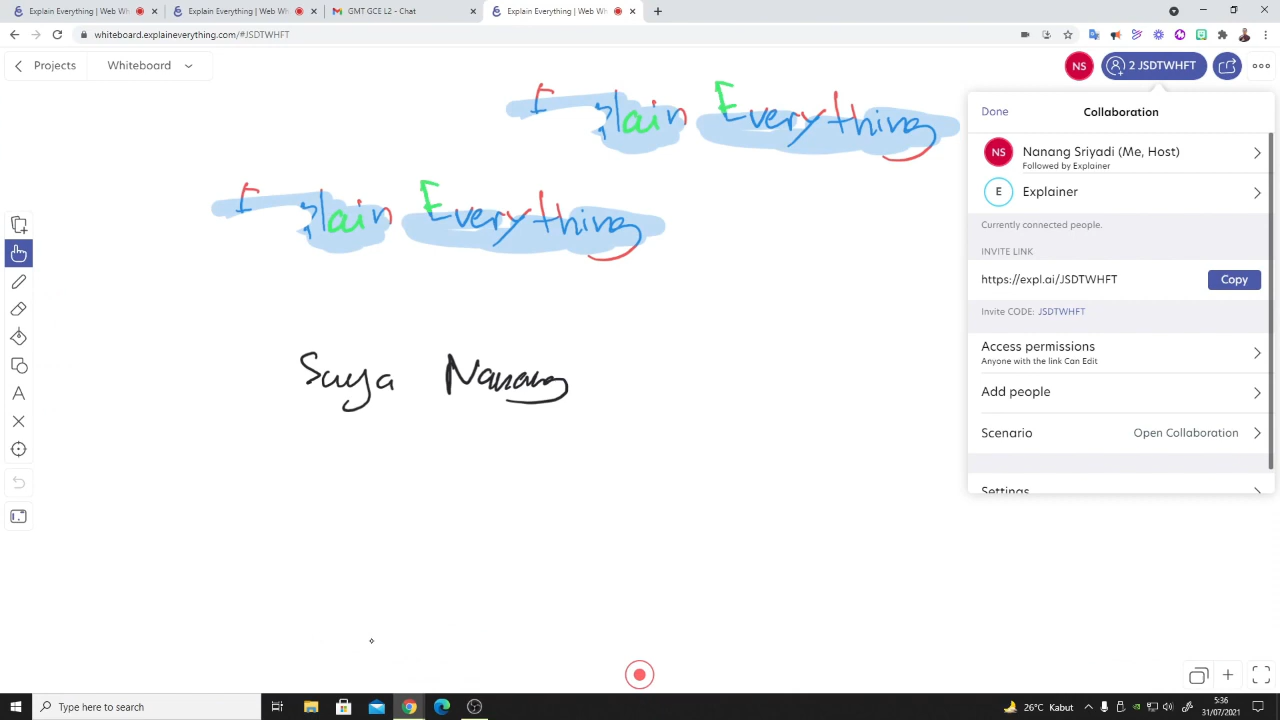 Explain Everything | Web Wh
Explain Everything | Web Wh
GMT GCE L2 - Chat
Explain Everything | Web Wh
whiteboard.explaineverything.com/#JSDTWHFT
Projects
Whiteboard
NS
2 JSDTWHFT
Done
Collaboration
NS
Nanang Sriyadi (Me, Host)
Followed by Explainer
E
Explainer
Currently connected people.
INVITE LINK
https://expl.ai/JSDTWHFT
Copy
Invite CODE: JSDTWHFT
Access permissions
Anyone with the link Can Edit
Add people
Scenario
Open Collaboration
Settings
lain Everything
lain Everything
Saya Nanang
A
Type here to search
26°C Kabut
5:36
31/07/2021